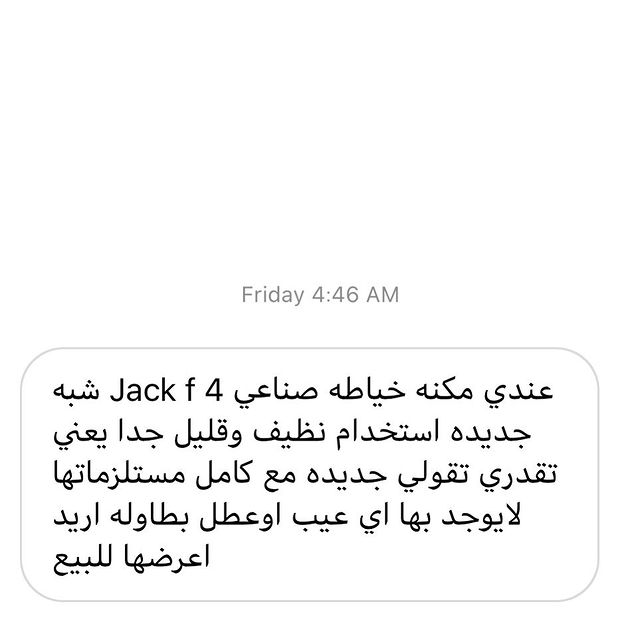 Friday 4:46 AM
عندي مكنه خياطه صناعي Jack f 4 شبه
جديده استخدام نظيف وقليل جدا يعني
تقدري تقولي جديده مع كامل مستلزماتها
لايوجد بها اي عيب اوعطل بطاوله اريد
اعرضها للبيع